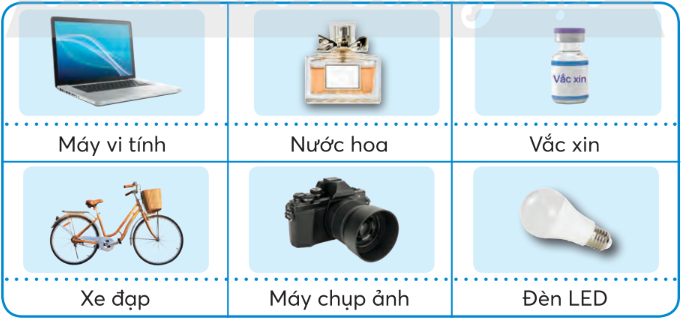 Vắc xin
Máy vi tính
Nước hoa
Vắc xin
Xe đạp
Máy chụp ảnh
Đèn LED